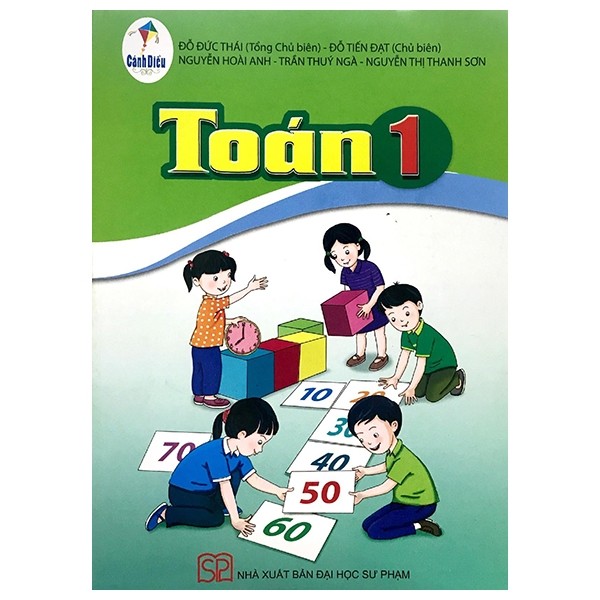 Cánh Diều
ĐỖ ĐỨC THÁI (Tổng Chủ biên) - ĐỖ TIẾN ĐẠT (Chủ biên)
NGUYỄN HOÀI ANH - TRẦN THUÝ NGÀ - NGUYỄN THỊ THANH SƠN
Toán 1
10
20
30
40
70
50
60
NHÀ XUẤT BẢN ĐẠI HỌC SƯ PHẠM